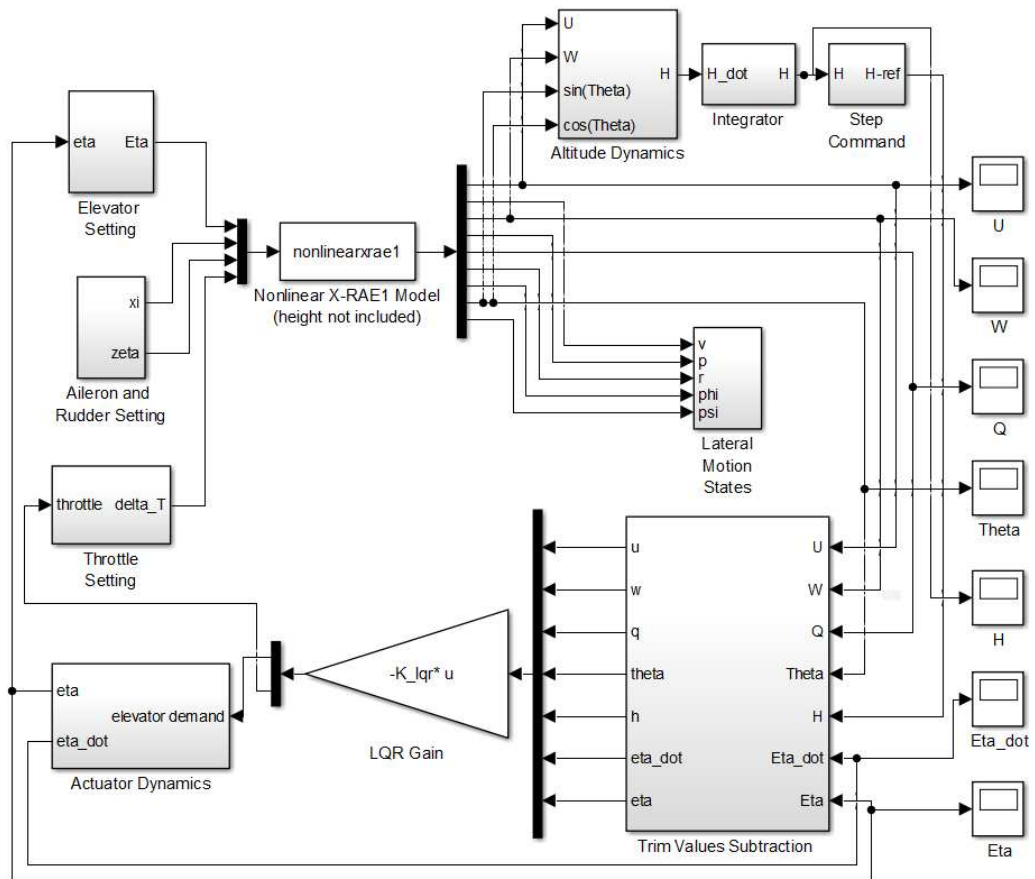 U
W
sin(Theta)
cos(Theta)
H
Altitude Dynamics
H_dot
H
Integrator
H
H-ref
Step
Command
eta
Eta
Elevator
Setting
xi
zeta
Aileron and
Rudder Setting
nonlinearxrae1
Nonlinear X-RAE1 Model
(height not included)
v
p
r
phi
psi
Lateral
Motion
States
U
W
Q
Theta
H
Eta_dot
Eta
throttle
delta_T
Throttle
Setting
u
w
q
theta
h
eta_dot
eta
U
W
Q
Theta
H
Eta_dot
Eta
Trim Values Subtraction
-K_lqr* u
LQR Gain
eta
elevator demand
eta_dot
Actuator Dynamics